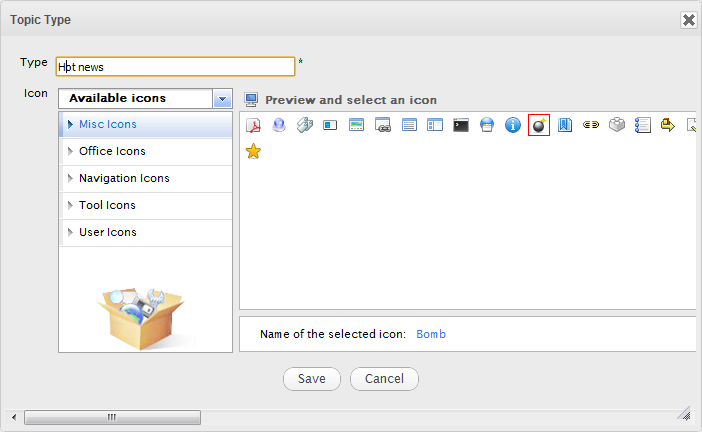 Topic Type
Type Hot news *
Icon Available icons Preview and select an icon
Misc Icons
Office Icons
Navigation Icons
Tool Icons
User Icons
Name of the selected icon: Bomb
Save Cancel